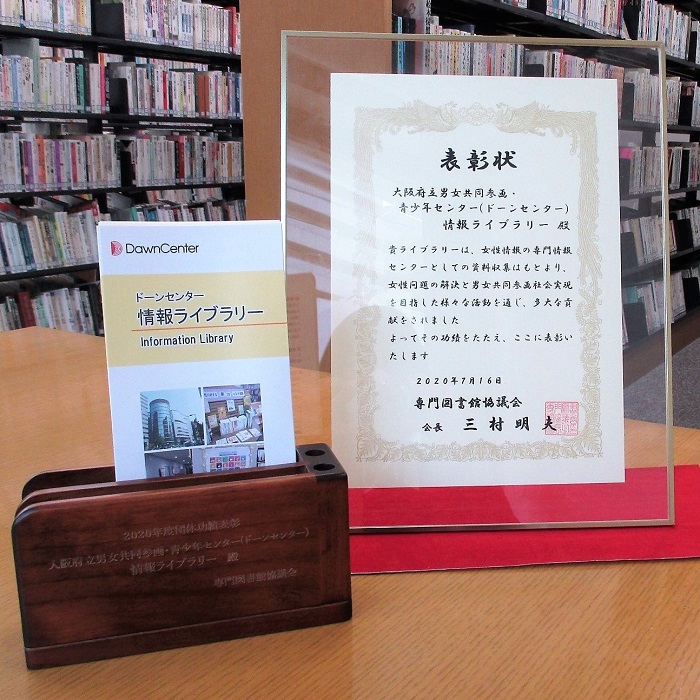 表彰状
大阪府立男女共同参画・
青少年センター(ドーンセンター)
情報ライブラリー 殿
貴ライブラリーは、女性情報の専門情報
センターとしての資料収集はもとより、
女性問題の解決と男女共同参画社会実現
を目指した様々な活動を通じ、多大な貢
献をされました
よってその功績をたたえ、ここに表彰い
たします
2020年7月16日
専門図書館協議会
会長 三村明夫
DawnCenter
ドーンセンター
情報ライブラリー
Information Library
2020年度団体功績表彰
大阪府立男女共同参画・青少年センター(ドーンセンター)
情報ライブラリー 殿
専門図書館協議会